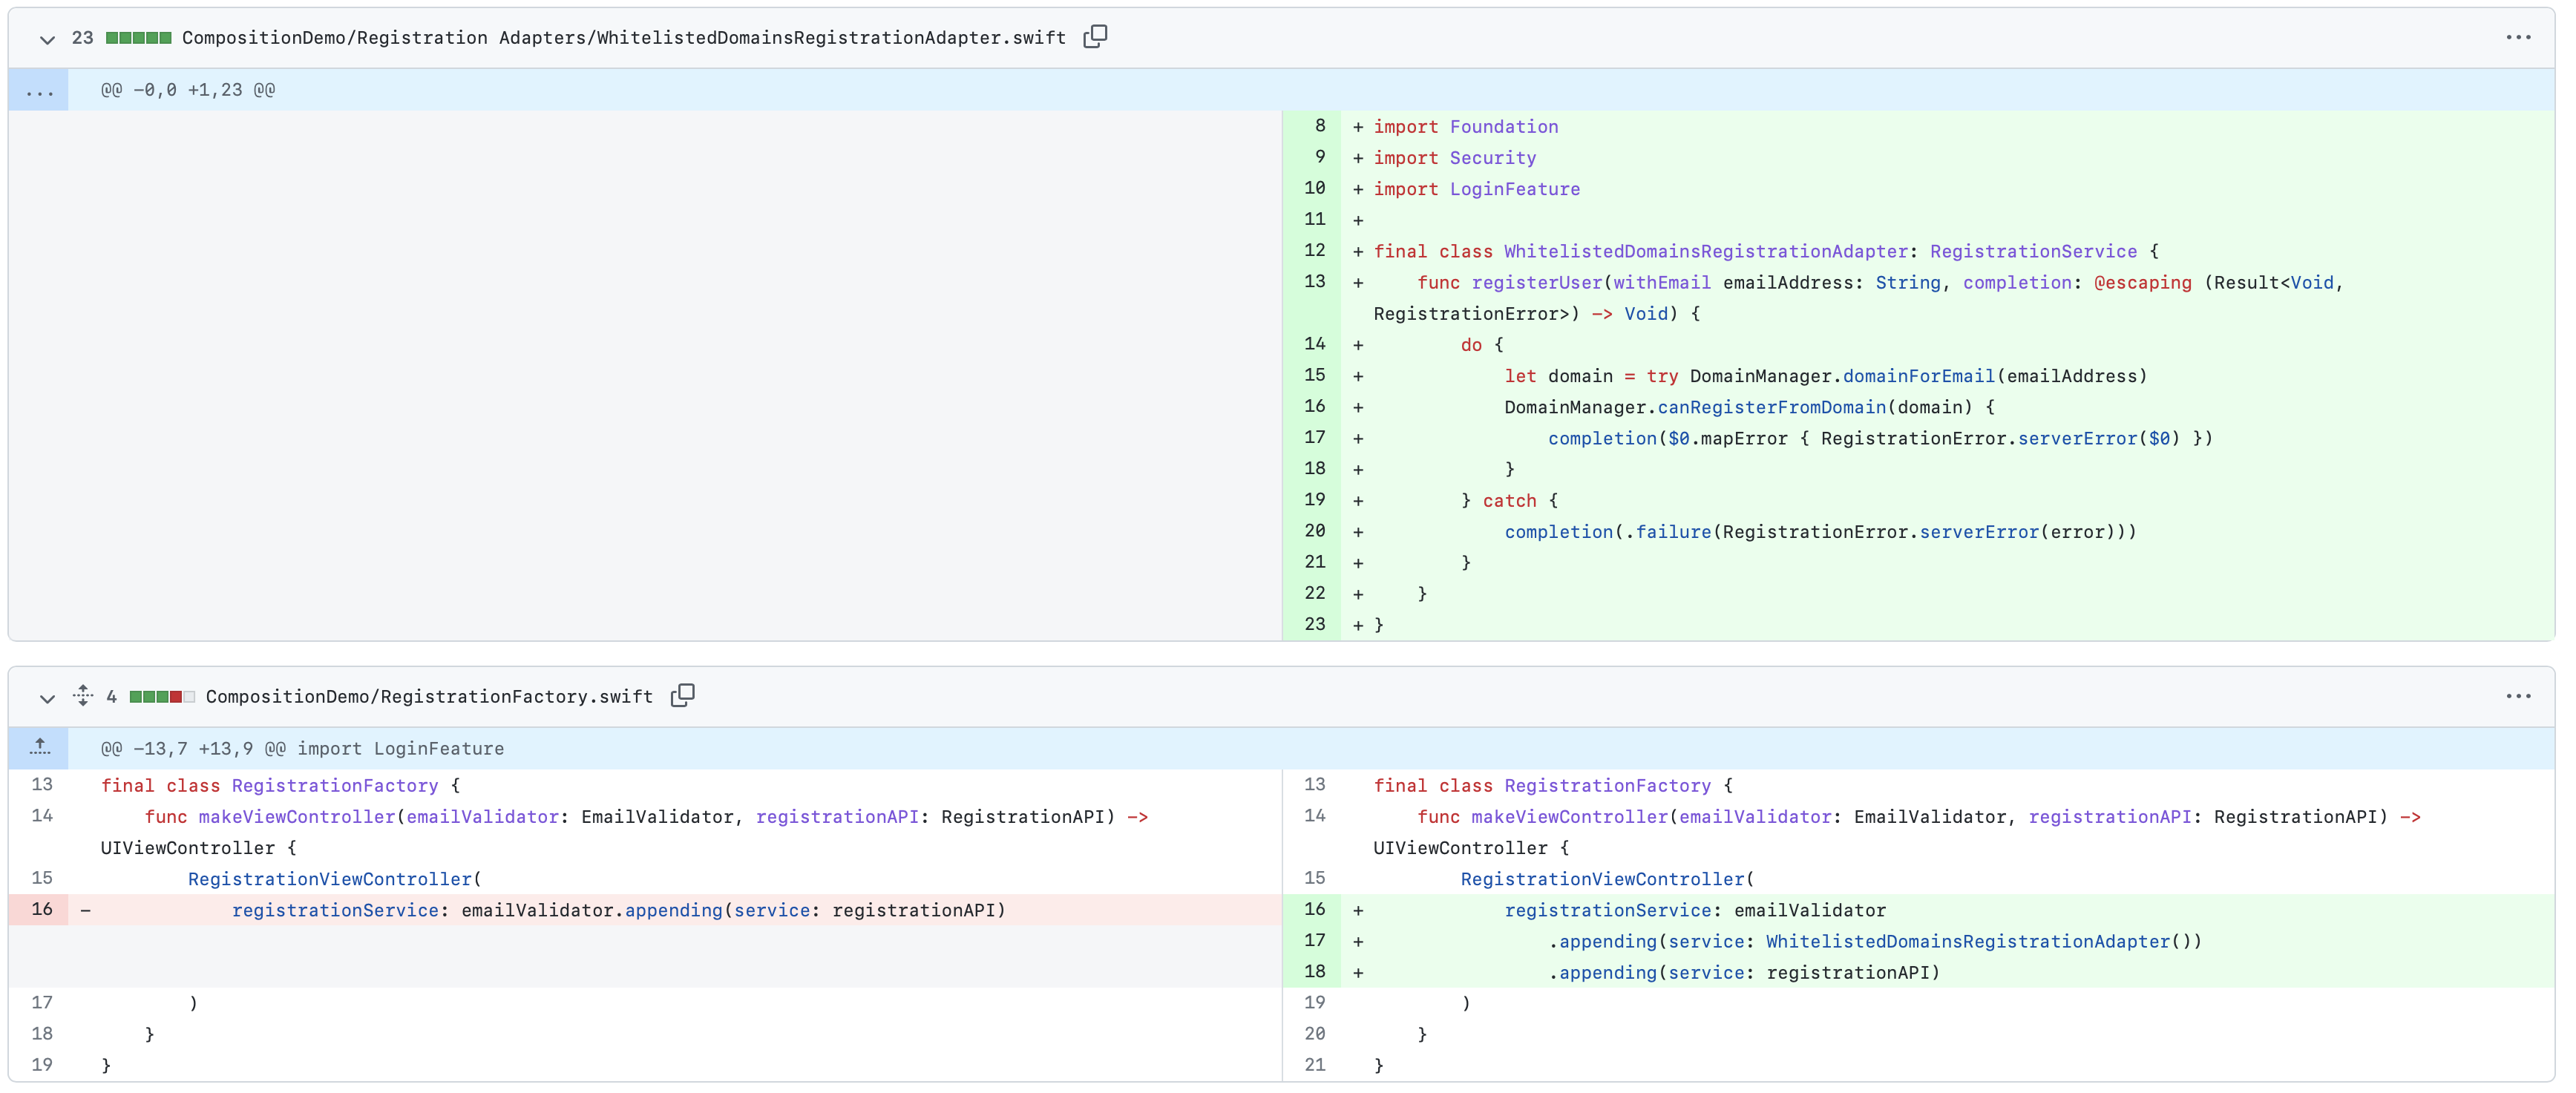 23 CompositionDemo/Registration Adapters/WhitelistedDomainsRegistrationAdapter.swift ...
... @@ -0,0 +1,23 @@
8 + import Foundation
9 + import Security
10 + import LoginFeature
11 +
12 + final class WhitelistedDomainsRegistrationAdapter: RegistrationService {
13 +     func registerUser(withEmail emailAddress: String, completion: @escaping (Result<Void,
RegistrationError>) -> Void) {
14 +         do {
15 +             let domain = try DomainManager.domainForEmail(emailAddress)
16 +             DomainManager.canRegisterFromDomain(domain) {
17 +                 completion($0.mapError { RegistrationError.serverError($0) })
18 +             }
19 +         } catch {
20 +             completion(.failure(RegistrationError.serverError(error)))
21 +         }
22 +     }
23 + }
4 CompositionDemo/RegistrationFactory.swift ...
@@ -13,7 +13,9 @@ import LoginFeature
13 final class RegistrationFactory {
14     func makeViewController(emailValidator: EmailValidator, registrationAPI: RegistrationAPI) ->
UIViewController {
15         RegistrationViewController(
16 -             registrationService: emailValidator.appending(service: registrationAPI)
17         )
18     }
19 }
13 final class RegistrationFactory {
14     func makeViewController(emailValidator: EmailValidator, registrationAPI: RegistrationAPI) ->
UIViewController {
15         RegistrationViewController(
16 +             registrationService: emailValidator
17 +                 .appending(service: WhitelistedDomainsRegistrationAdapter())
18 +                 .appending(service: registrationAPI)
19         )
20     }
21 }